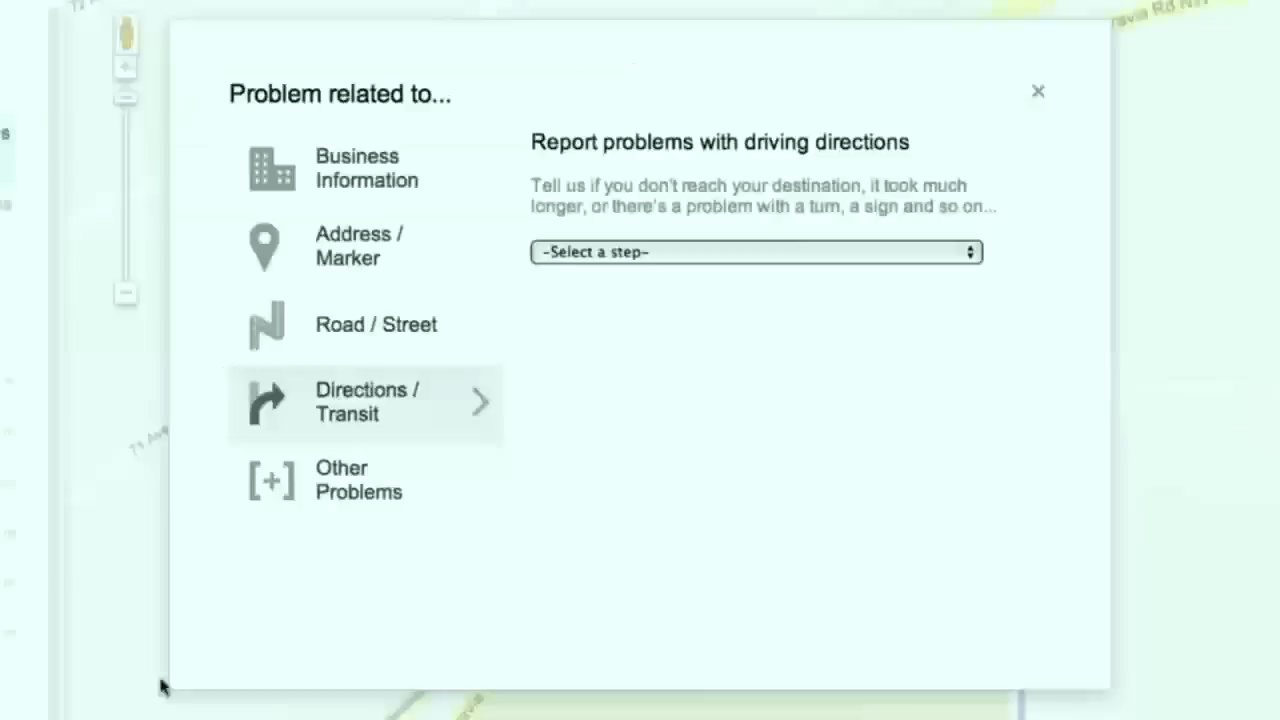 Problem related to...
Business
Information
Address /
Marker
Road / Street
Directions /
Transit
Other
Problems
Report problems with driving directions
Tell us if you don't reach your destination, it took much
longer, or there's a problem with a turn, a sign and so on...
-Select a step-